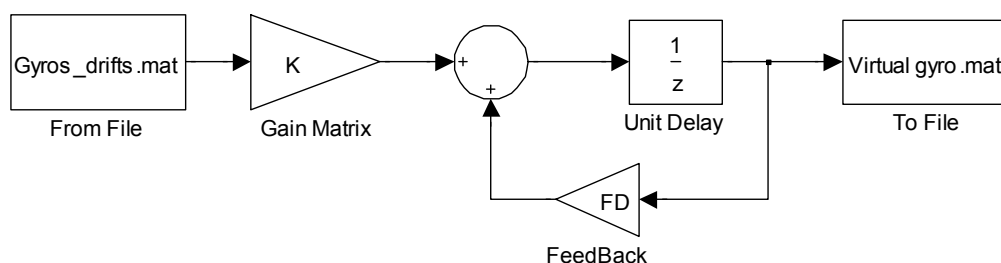 Gyros _drifts .mat
From File
K
Gain Matrix
+
+
1
z
Unit Delay
Virtual gyro .mat
To File
FD
FeedBack